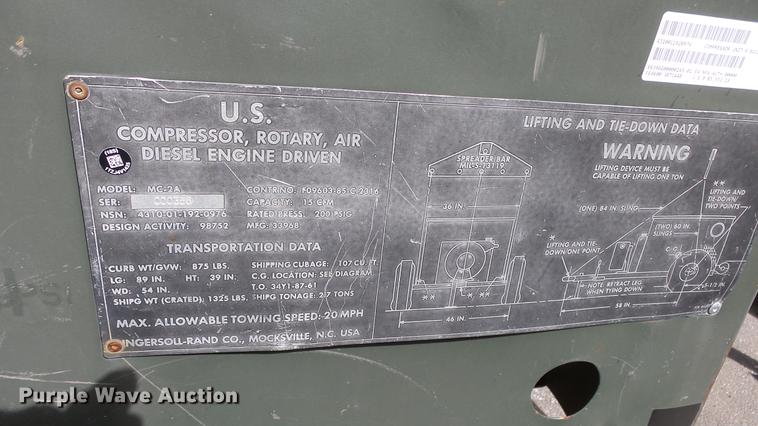 U.S.
COMPRESSOR, ROTARY, AIR
DIESEL ENGINE DRIVEN
MODEL: MC-2A
CONTR NO. F09603-85-C-2316
SER:
CAPACITY: 15 CFM
NSN: 4310-01-192-0976
RATED PRESS. 200 PSIG
DESIGN ACTIVITY: 98752
MFG: 33968
TRANSPORTATION DATA
CURB WT/GVW: 875 LBS.
SHIPPING CUBAGE: 107 CU. FT.
LG: 89 IN. HT: 39 IN.
C.G. LOCATION: SEE DIAGRAM
WD: 54 IN.
T.O. 34Y1-87-61
SHIPG WT (CRATED), 1325 LBS.
SHIPG TONAGE: 2.7 TONS
MAX. ALLOWABLE TOWING SPEED: 20 MPH
INGERSOLL-RAND CO., MOCKSVILLE, N.C. USA
LIFTING AND TIE-DOWN DATA
WARNING
LIFTING DEVICE MUST BE
CAPABLE OF LIFTING ONE TON
SPREADER BAR
MIL-S-13119
36 IN.
46 IN.
(ONE) 84 IN. SLING
LIFTING AND
TIE-DOWN/
TWO POINTS
(TWO) 60 IN.
SLINGS
C.G.
* LIFTING AND TIE-
DOWN/ONE POINT
* NOTE: RETRACT LEG
WHEN TYING DOWN
58 IN.
Purple Wave Auction